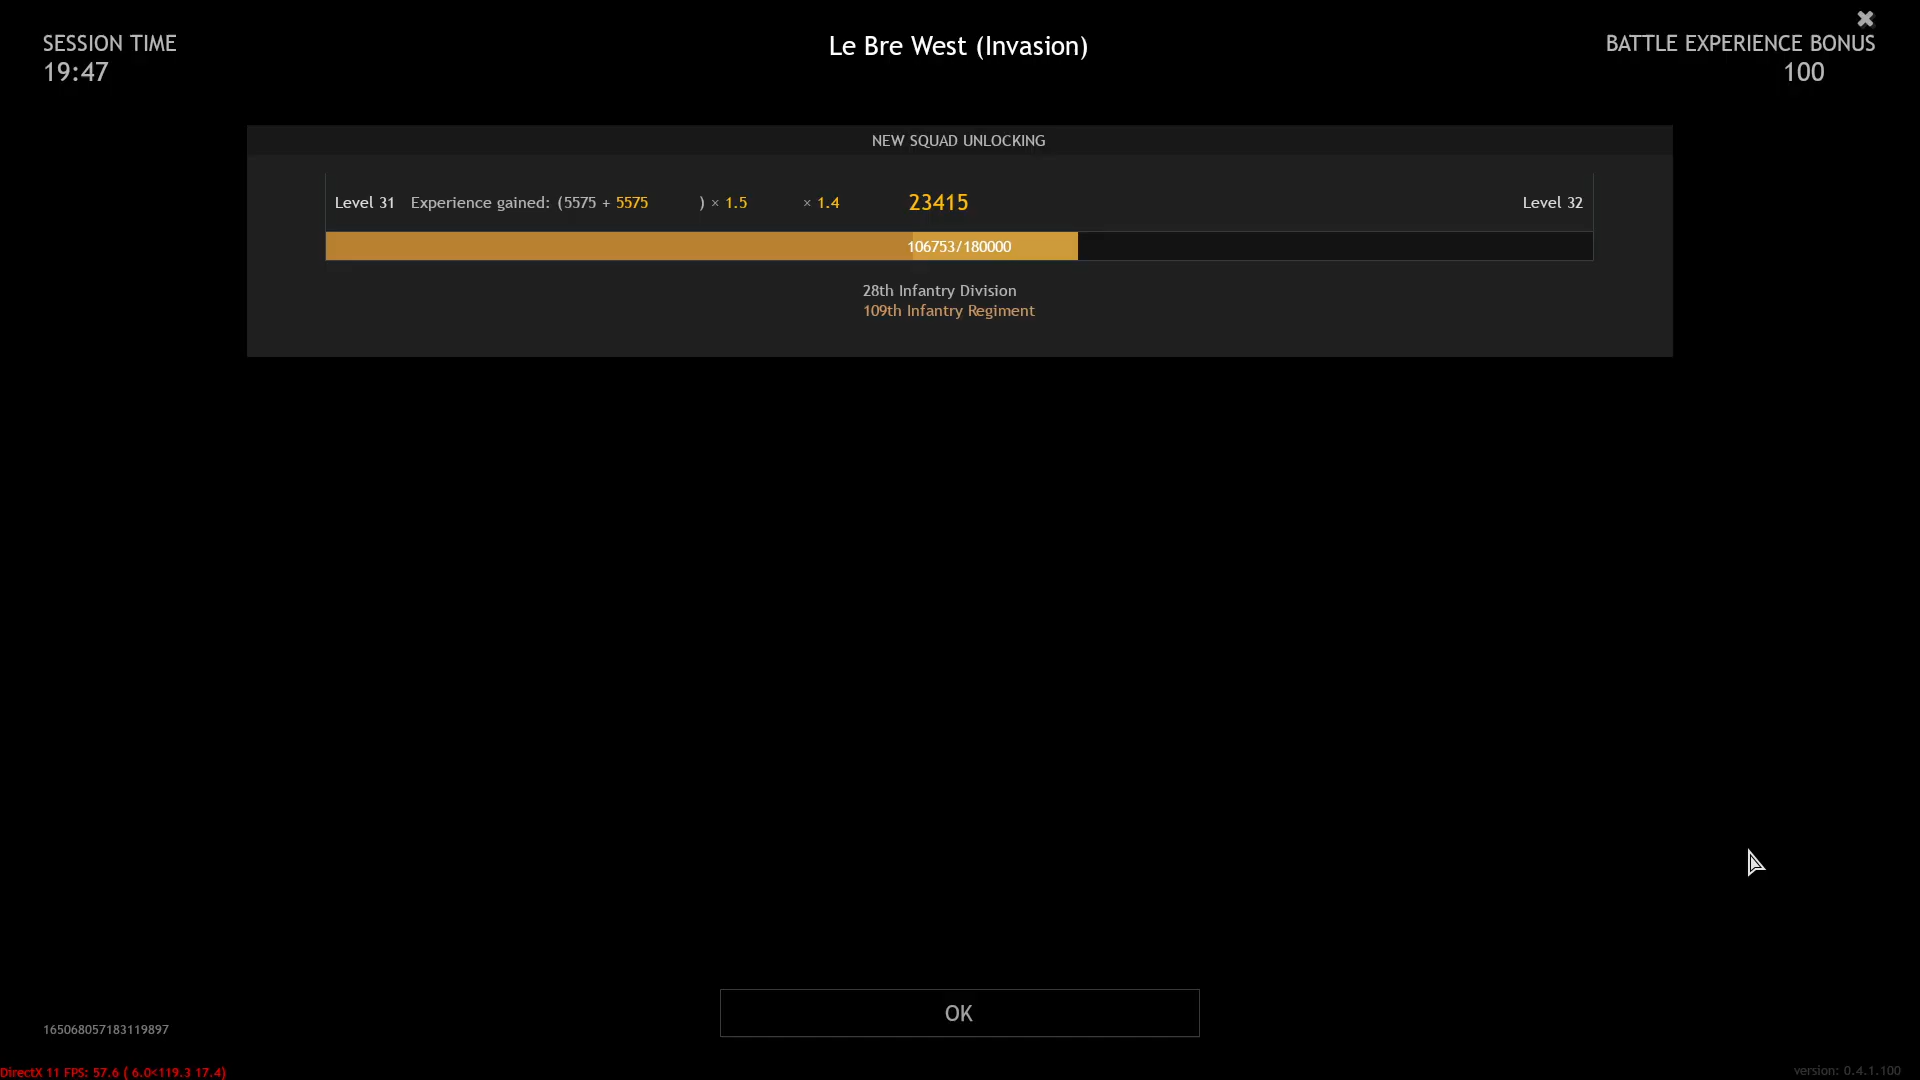 SESSION TIME
19:47
Le Bre West (Invasion)
BATTLE EXPERIENCE BONUS
100
NEW SQUAD UNLOCKING
Level 31 Experience gained: (5575 + 5575 ) × 1.5 × 1.4 23415 Level 32
106753/180000
28th Infantry Division
109th Infantry Regiment
OK
165068057183119897
DirectX 11 FPS: 57.6 ( 6.0<119.3 17.4)
version: 0.4.1.100